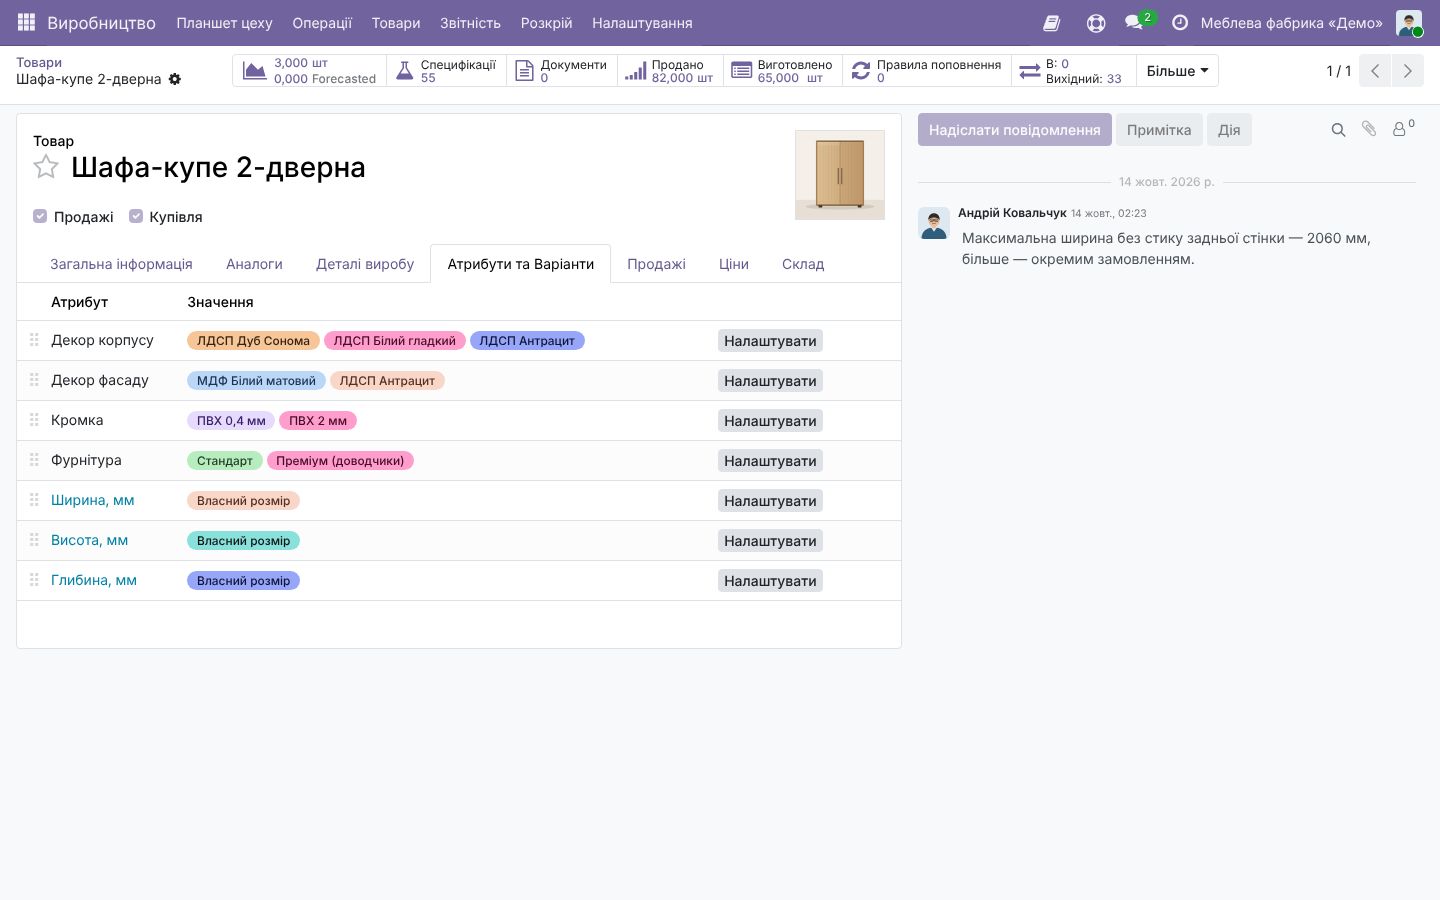 Виробництво Планшет цеху Операції Товари Звітність Розкрій Налаштування 2 Меблева фабрика «Демо»
Товари
Шафа-купе 2-дверна
3,000 шт
0,000 Forecasted
Специфікації
55
Документи
0
Продано
82,000 шт
Виготовлено
65,000 шт
Правила поповнення
0
В: 0
Вихідний: 33
Більше
1 / 1
Товар
Шафа-купе 2-дверна
Продажі Купівля
Загальна інформація Аналоги Деталі виробу Атрибути та Варіанти Продажі Ціни Склад
Атрибут Значення
Декор корпусу ЛДСП Дуб Сонома ЛДСП Білий гладкий ЛДСП Антрацит Налаштувати
Декор фасаду МДФ Білий матовий ЛДСП Антрацит Налаштувати
Кромка ПВХ 0,4 мм ПВХ 2 мм Налаштувати
Фурнітура Стандарт Преміум (доводчики) Налаштувати
Ширина, мм Власний розмір Налаштувати
Висота, мм Власний розмір Налаштувати
Глибина, мм Власний розмір Налаштувати
Надіслати повідомлення Примітка Дія 0
14 жовт. 2026 р.
Андрій Ковальчук 14 жовт., 02:23
Максимальна ширина без стику задньої стінки — 2060 мм,
більше — окремим замовленням.